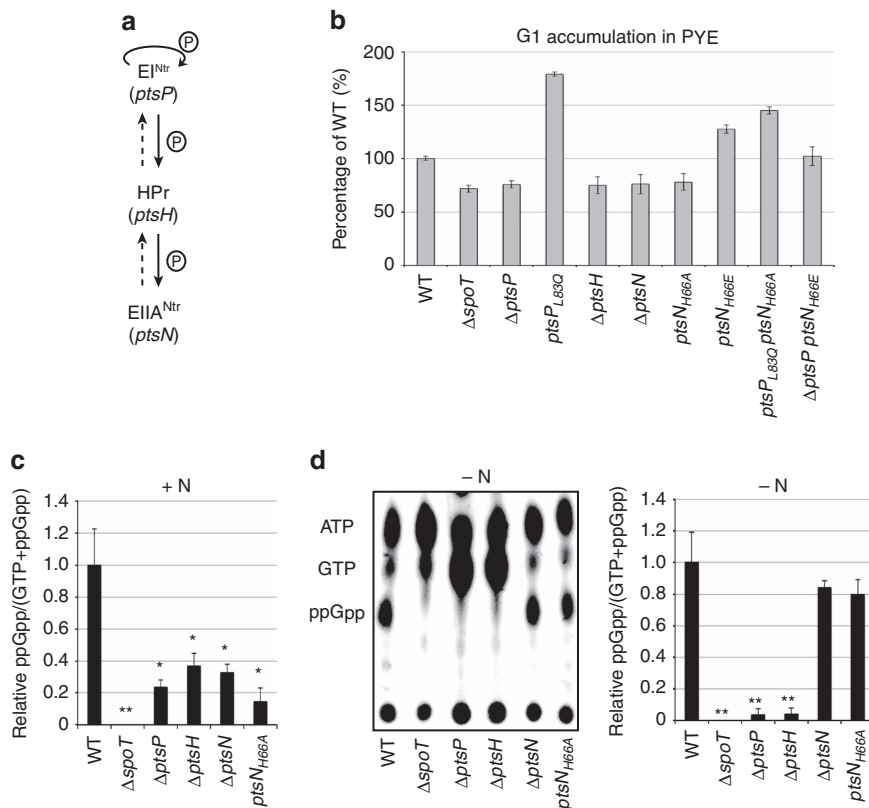 a
P
EI^Ntr
(ptsP)
P
HPr
(ptsH)
P
EIIA^Ntr
(ptsN)
b
G1 accumulation in PYE
Percentage of WT (%)
200
150
100
50
0
WT
ΔspoT
ΔptsP
ptsP_L83Q
ΔptsH
ΔptsN
ptsN_H66A
ptsN_H66E
ptsP_L83Q ptsN_H66A
ΔptsP ptsN_H66E
c
+ N
Relative ppGpp/(GTP+ppGpp)
1.4
1.2
1.0
0.8
0.6
0.4
0.2
0
**
*
*
*
*
WT
ΔspoT
ΔptsP
ΔptsH
ΔptsN
ptsN_H66A
d
– N
ATP
GTP
ppGpp
WT
ΔspoT
ΔptsP
ΔptsH
ΔptsN
ptsN_H66A
– N
Relative ppGpp/(GTP+ppGpp)
1.4
1.2
1.0
0.8
0.6
0.4
0.2
0
**
**
**
WT
ΔspoT
ΔptsP
ΔptsH
ΔptsN
ptsN_H66A